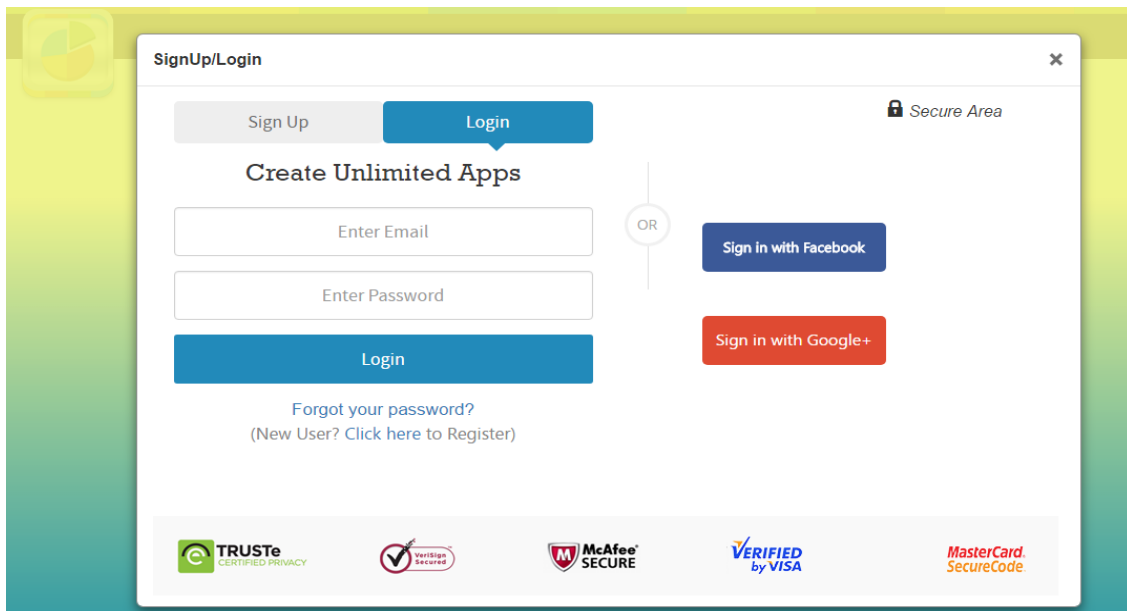 SignUp/Login
×
Sign Up
Login
Secure Area
Create Unlimited Apps
Enter Email
OR
Sign in with Facebook
Enter Password
Sign in with Google+
Login
Forgot your password?
(New User? Click here to Register)
TRUSTe
CERTIFIED PRIVACY
VeriSign
Secured
McAfee
SECURE
VERIFIED
by VISA
MasterCard.
SecureCode.